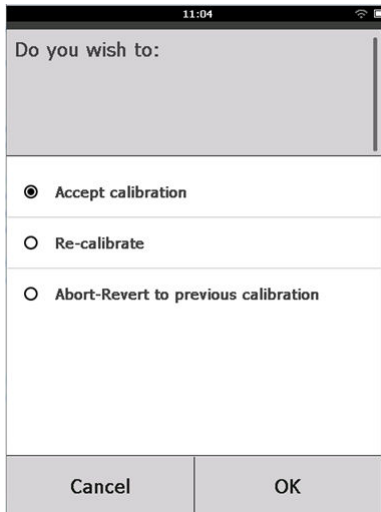 11:04
Do you wish to:
Accept calibration
Re-calibrate
Abort-Revert to previous calibration
Cancel
OK